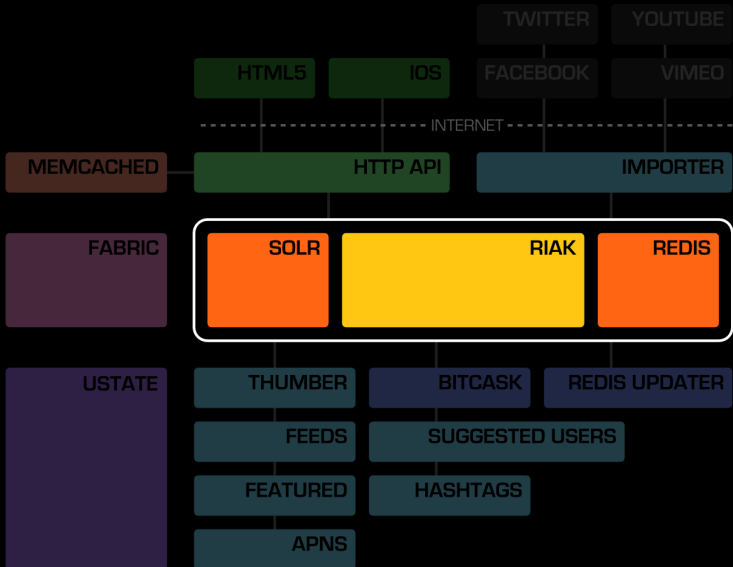 TWITTER YOUTUBE
HTML5 IOS FACEBOOK VIMEO
INTERNET
MEMCACHED HTTP API IMPORTER
FABRIC SOLR RIAK REDIS
USTATE THUMBER BITCASK REDIS UPDATER
FEEDS SUGGESTED USERS
FEATURED HASHTAGS
APNS